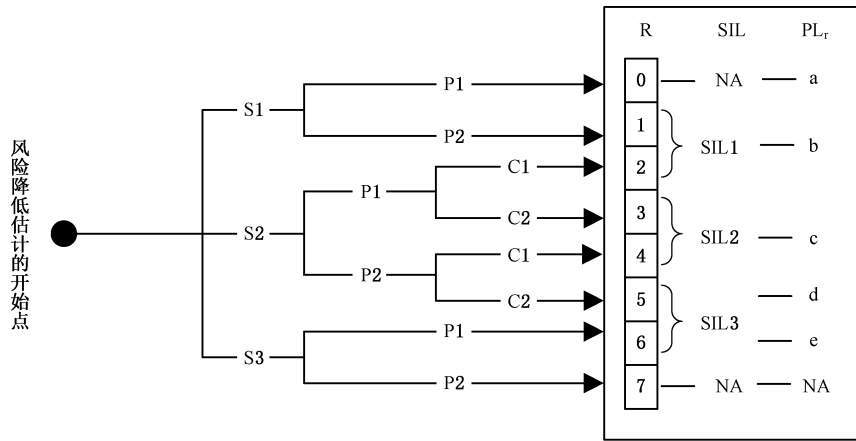 R SIL PLr
P1 0 NA a
S1
P2 1
SIL1 b
C1 2
P1
C2 3
风险降低估计的开始点
S2 SIL2 c
C1 4
P2
C2 5 d
SIL3
P1 6 e
S3
P2 7 NA NA